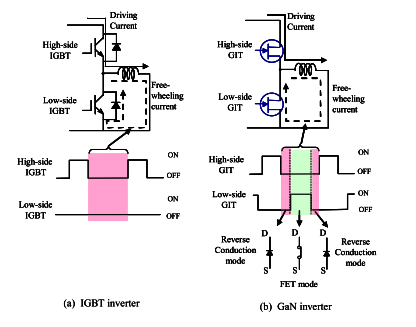 Driving
Current
High-side
IGBT
Low-side
IGBT
Free-
wheeling
current
High-side
IGBT
ON
OFF
Low-side
IGBT
ON
OFF
(a) IGBT inverter
Driving
Current
High-side
GIT
Low-side
GIT
Free-
wheeling
current
High-side
GIT
ON
OFF
Low-side
GIT
ON
OFF
Reverse
Conduction
mode
D
D
D
S
S
S
Reverse
Conduction
mode
FET mode
(b) GaN inverter